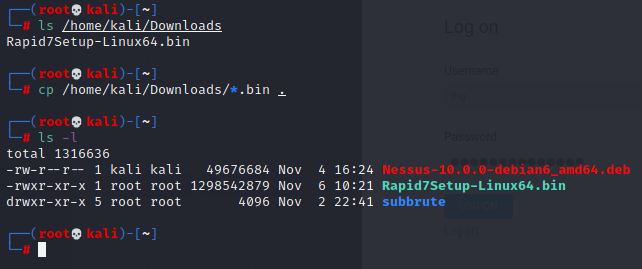 ┌──(root💀kali)-[~]
└─# ls /home/kali/Downloads
Rapid7Setup-Linux64.bin
┌──(root💀kali)-[~]
└─# cp /home/kali/Downloads/*.bin .
┌──(root💀kali)-[~]
└─# ls -l
total 1316636
-rw-r--r-- 1 kali kali   49676684 Nov  4 16:24 Nessus-10.0.0-debian6_amd64.deb
-rwxr-xr-x 1 root root 1298542879 Nov  6 10:21 Rapid7Setup-Linux64.bin
drwxr-xr-x 5 root root       4096 Nov  2 22:41 subbrute
┌──(root💀kali)-[~]
└─#
Log on
Username
Password